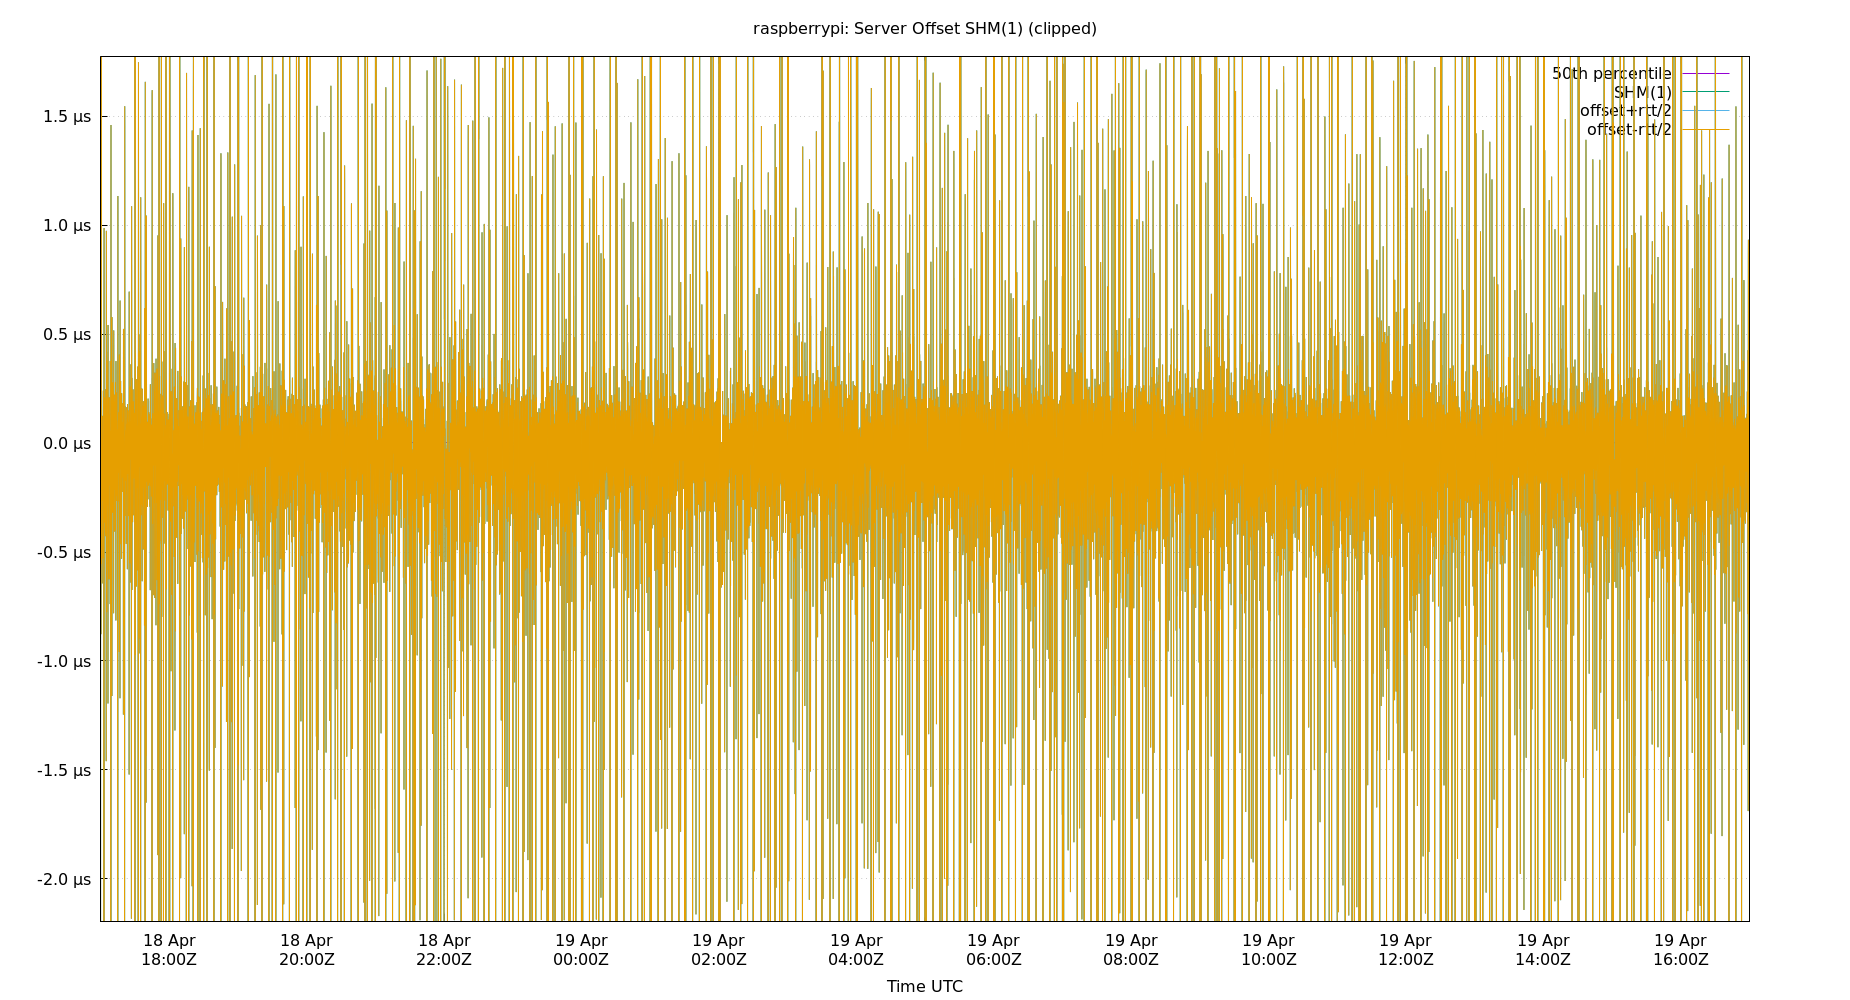 raspberrypi: Server Offset SHM(1) (clipped)
50th percentile
SHM(1)
offset+rtt/2
offset-rtt/2
1.5 µs
1.0 µs
0.5 µs
0.0 µs
-0.5 µs
-1.0 µs
-1.5 µs
-2.0 µs
18 Apr 18 Apr 18 Apr 19 Apr 19 Apr 19 Apr 19 Apr 19 Apr 19 Apr 19 Apr 19 Apr 19 Apr
18:00Z 20:00Z 22:00Z 00:00Z 02:00Z 04:00Z 06:00Z 08:00Z 10:00Z 12:00Z 14:00Z 16:00Z
Time UTC